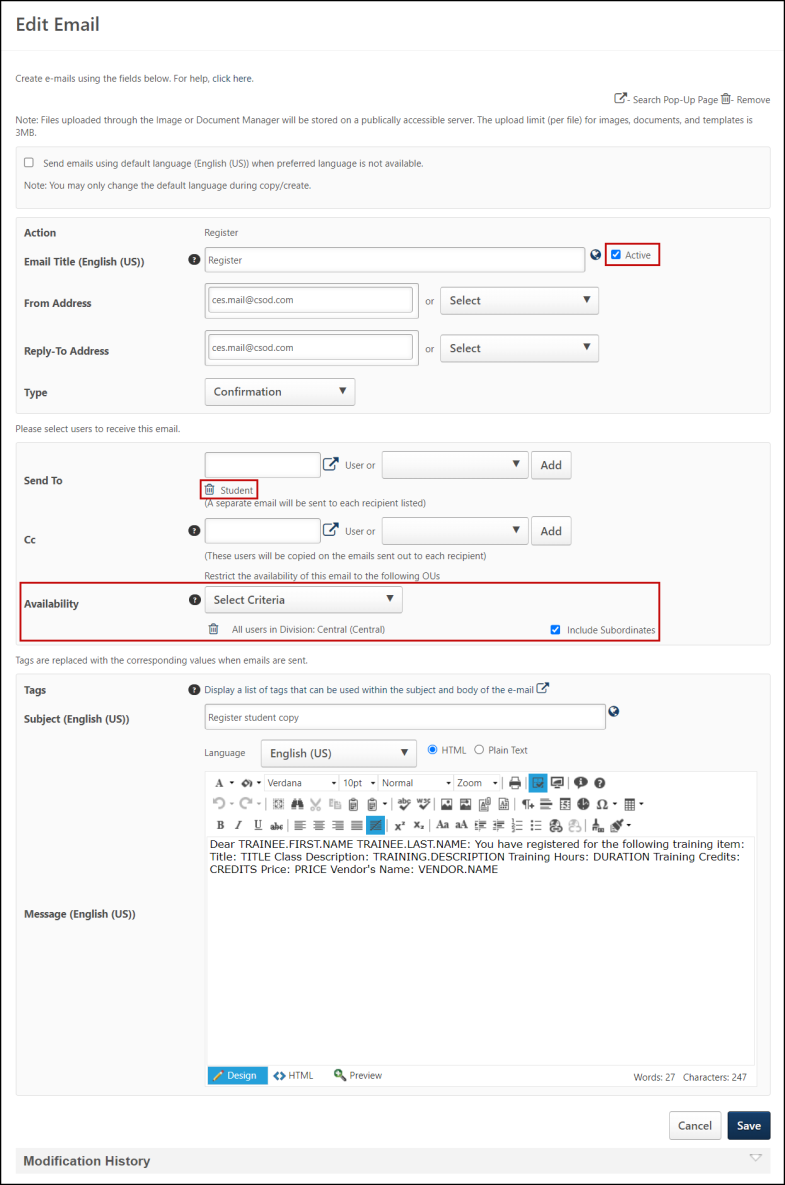 Edit Email
Create e-mails using the fields below. For help, click here.
- Search Pop-Up Page - Remove
Note: Files uploaded through the Image or Document Manager will be stored on a publically accessible server. The upload limit (per file) for images, documents, and templates is
3MB.
Send emails using default language (English (US)) when preferred language is not available.
Note: You may only change the default language during copy/create.
Action Register
Email Title (English (US)) ? Register Active
From Address ces.mail@csod.com or Select
Reply-To Address ces.mail@csod.com or Select
Type Confirmation
Please select users to receive this email.
Send To User or Add
Student
(A separate email will be sent to each recipient listed)
Cc ? User or Add
(These users will be copied on the emails sent out to each recipient)
Restrict the availability of this email to the following OUs
Availability ? Select Criteria
All users in Division: Central (Central) Include Subordinates
Tags are replaced with the corresponding values when emails are sent.
Tags ? Display a list of tags that can be used within the subject and body of the e-mail
Subject (English (US)) Register student copy
Language English (US) HTML Plain Text
A Verdana 10pt Normal Zoom
abc W3C Ω
B I U abc x² x₂ Aa aA
Dear TRAINEE.FIRST.NAME TRAINEE.LAST.NAME: You have registered for the following training item:
Title: TITLE Class Description: TRAINING.DESCRIPTION Training Hours: DURATION Training Credits:
CREDITS Price: PRICE Vendor's Name: VENDOR.NAME
Message (English (US))
Design HTML Preview Words: 27 Characters: 247
Cancel Save
Modification History